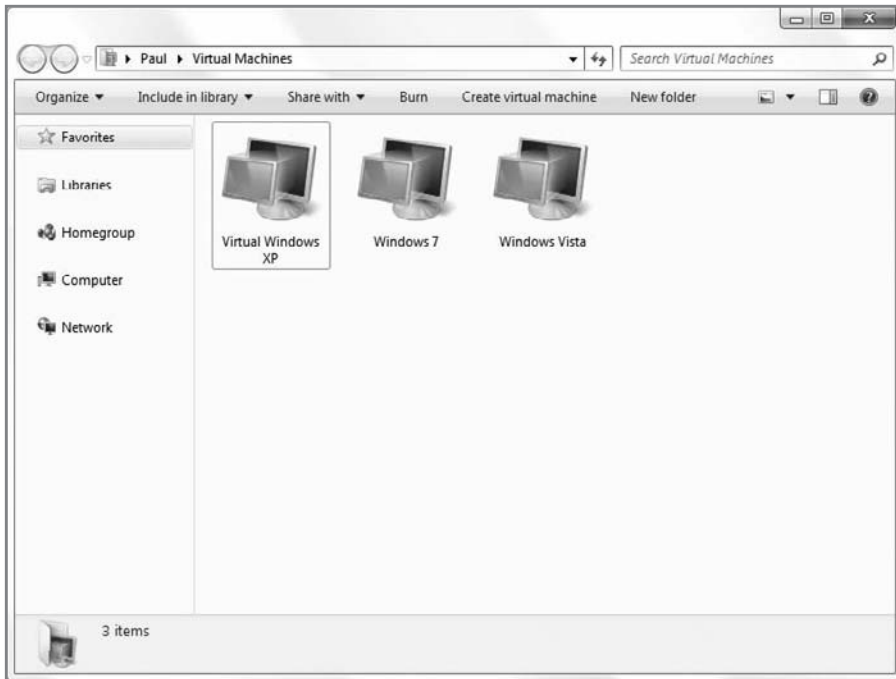 Paul Virtual Machines
Search Virtual Machines
Organize Include in library Share with Burn Create virtual machine New folder
Favorites
Libraries
Homegroup
Computer
Network
Virtual Windows
XP
Windows 7
Windows Vista
3 items